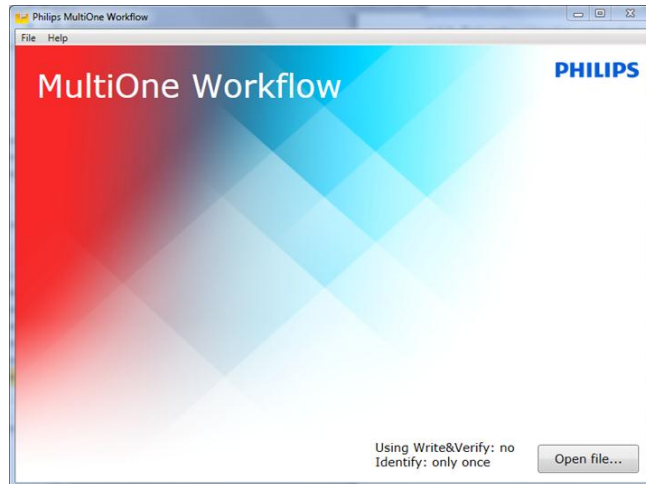 Philips MultiOne Workflow
File Help
MultiOne Workflow
PHILIPS
Using Write&Verify: no
Identify: only once
Open file...